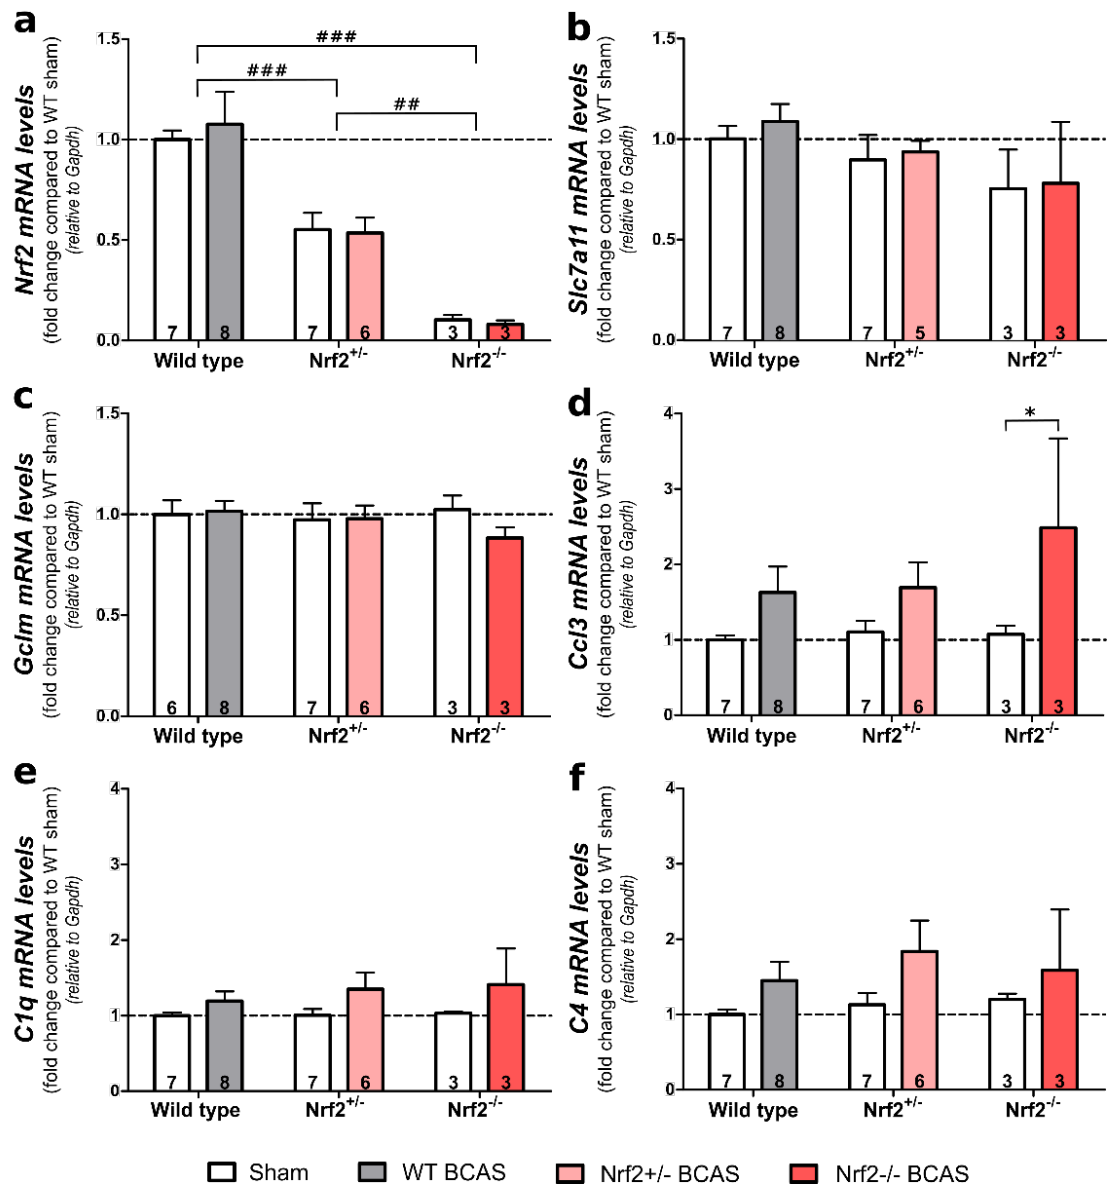 a
Nrf2 mRNA levels
(fold change compared to WT sham)
(relative to Gapdh)
1.5
1.0
0.5
0.0
###
###
##
7
8
7
6
3
3
Wild type
Nrf2+/-
Nrf2-/-
b
Slc7a11 mRNA levels
(fold change compared to WT sham)
(relative to Gapdh)
1.5
1.0
0.5
0.0
7
8
7
5
3
3
Wild type
Nrf2+/-
Nrf2-/-
c
Gclm mRNA levels
(fold change compared to WT sham)
(relative to Gapdh)
1.5
1.0
0.5
0.0
6
8
7
6
3
3
Wild type
Nrf2+/-
Nrf2-/-
d
Ccl3 mRNA levels
(fold change compared to WT sham)
(relative to Gapdh)
4
3
2
1
0
*
7
8
7
6
3
3
Wild type
Nrf2+/-
Nrf2-/-
e
C1q mRNA levels
(fold change compared to WT sham)
(relative to Gapdh)
4
3
2
1
0
7
8
7
6
3
3
Wild type
Nrf2+/-
Nrf2-/-
f
C4 mRNA levels
(fold change compared to WT sham)
(relative to Gapdh)
4
3
2
1
0
7
8
7
6
3
3
Wild type
Nrf2+/-
Nrf2-/-
Sham
WT BCAS
Nrf2+/- BCAS
Nrf2-/- BCAS